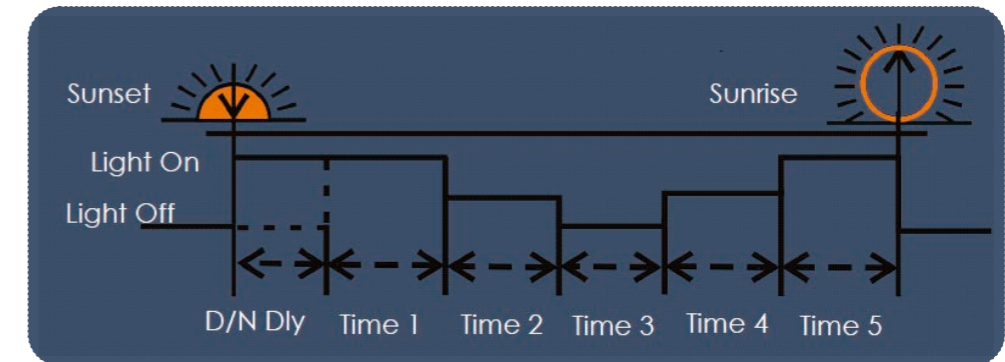 Sunset
Sunrise
Light On
Light Off
D/N Dly
Time 1
Time 2
Time 3
Time 4
Time 5